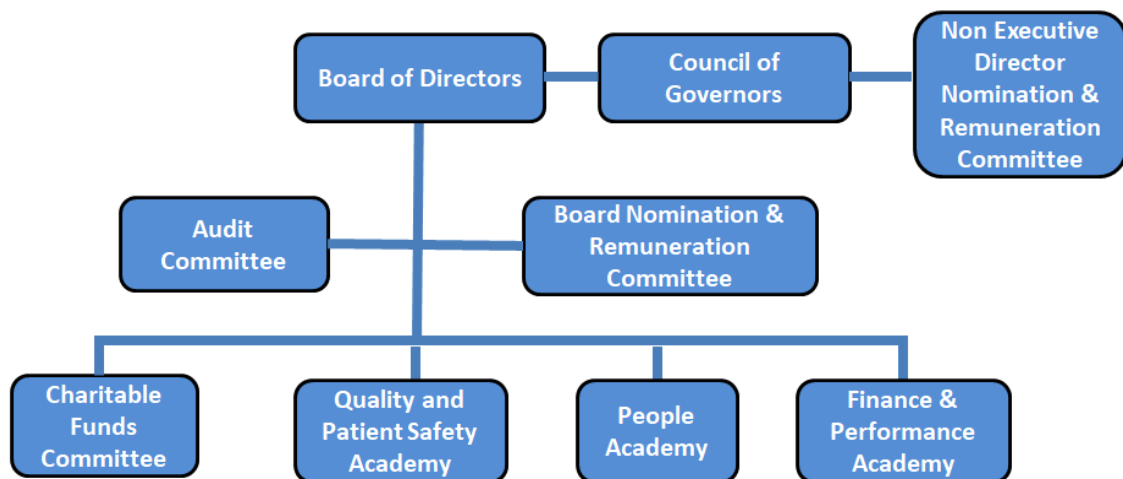 Board of Directors
Council of
Governors
Non Executive
Director
Nomination &
Remuneration
Committee
Audit
Committee
Board Nomination &
Remuneration
Committee
Charitable
Funds
Committee
Quality and
Patient Safety
Academy
People
Academy
Finance &
Performance
Academy